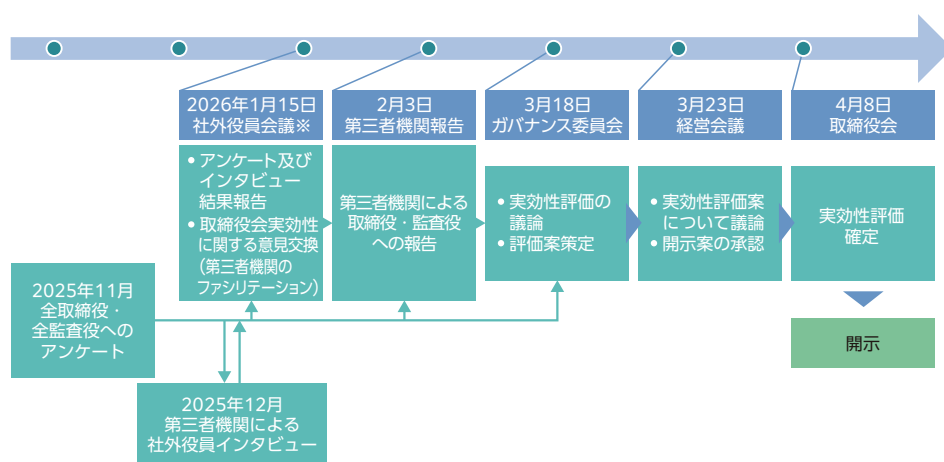 2025年11月
全取締役・
全監査役への
アンケート
2025年12月
第三者機関による
社外役員インタビュー
2026年1月15日
社外役員会議※
• アンケート及び
インタビュー
結果報告
• 取締役会実効性
に関する意見交換
（第三者機関の
ファシリテーション）
2月3日
第三者機関報告
第三者機関による
取締役・監査役
への報告
3月18日
ガバナンス委員会
• 実効性評価の
議論
• 評価案策定
3月23日
経営会議
• 実効性評価案
について議論
• 開示案の承認
4月8日
取締役会
実効性評価
確定
開示